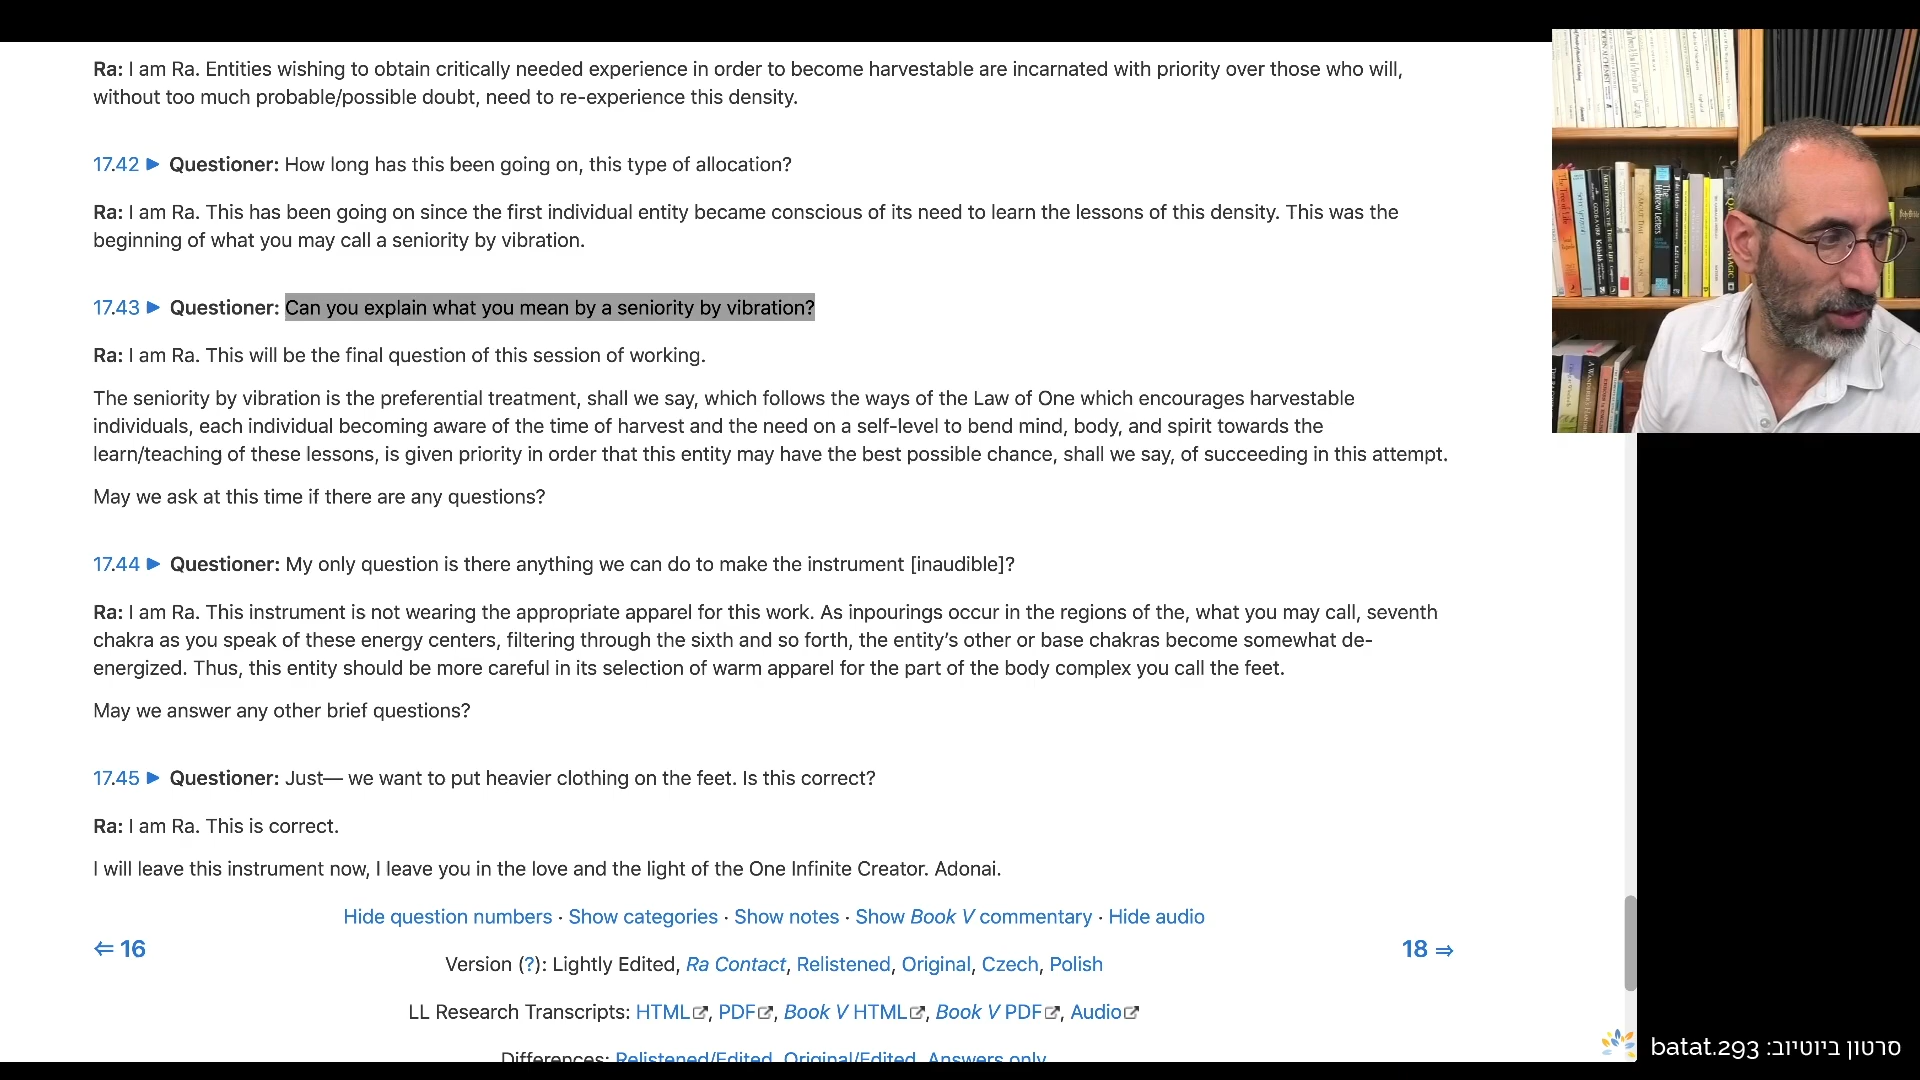 Ra: I am Ra. Entities wishing to obtain critically needed experience in order to become harvestable are incarnated with priority over those who will,
without too much probable/possible doubt, need to re-experience this density.
17.42 ► Questioner: How long has this been going on, this type of allocation?
Ra: I am Ra. This has been going on since the first individual entity became conscious of its need to learn the lessons of this density. This was the
beginning of what you may call a seniority by vibration.
17.43 ► Questioner: Can you explain what you mean by a seniority by vibration?
Ra: I am Ra. This will be the final question of this session of working.
The seniority by vibration is the preferential treatment, shall we say, which follows the ways of the Law of One which encourages harvestable
individuals, each individual becoming aware of the time of harvest and the need on a self-level to bend mind, body, and spirit towards the
learn/teaching of these lessons, is given priority in order that this entity may have the best possible chance, shall we say, of succeeding in this attempt.
May we ask at this time if there are any questions?
17.44 ► Questioner: My only question is there anything we can do to make the instrument [inaudible]?
Ra: I am Ra. This instrument is not wearing the appropriate apparel for this work. As inpourings occur in the regions of the, what you may call, seventh
chakra as you speak of these energy centers, filtering through the sixth and so forth, the entity’s other or base chakras become somewhat de-
energized. Thus, this entity should be more careful in its selection of warm apparel for the part of the body complex you call the feet.
May we answer any other brief questions?
17.45 ► Questioner: Just— we want to put heavier clothing on the feet. Is this correct?
Ra: I am Ra. This is correct.
I will leave this instrument now, I leave you in the love and the light of the One Infinite Creator. Adonai.
Hide question numbers · Show categories · Show notes · Show Book V commentary · Hide audio
⇐ 16
18 ⇒
Version (?): Lightly Edited, Ra Contact, Relistened, Original, Czech, Polish
LL Research Transcripts: HTML, PDF, Book V HTML, Book V PDF, Audio
Differences: Relistened/Edited, Original/Edited, Answers only
סרטון ביוטיוב: batat.293